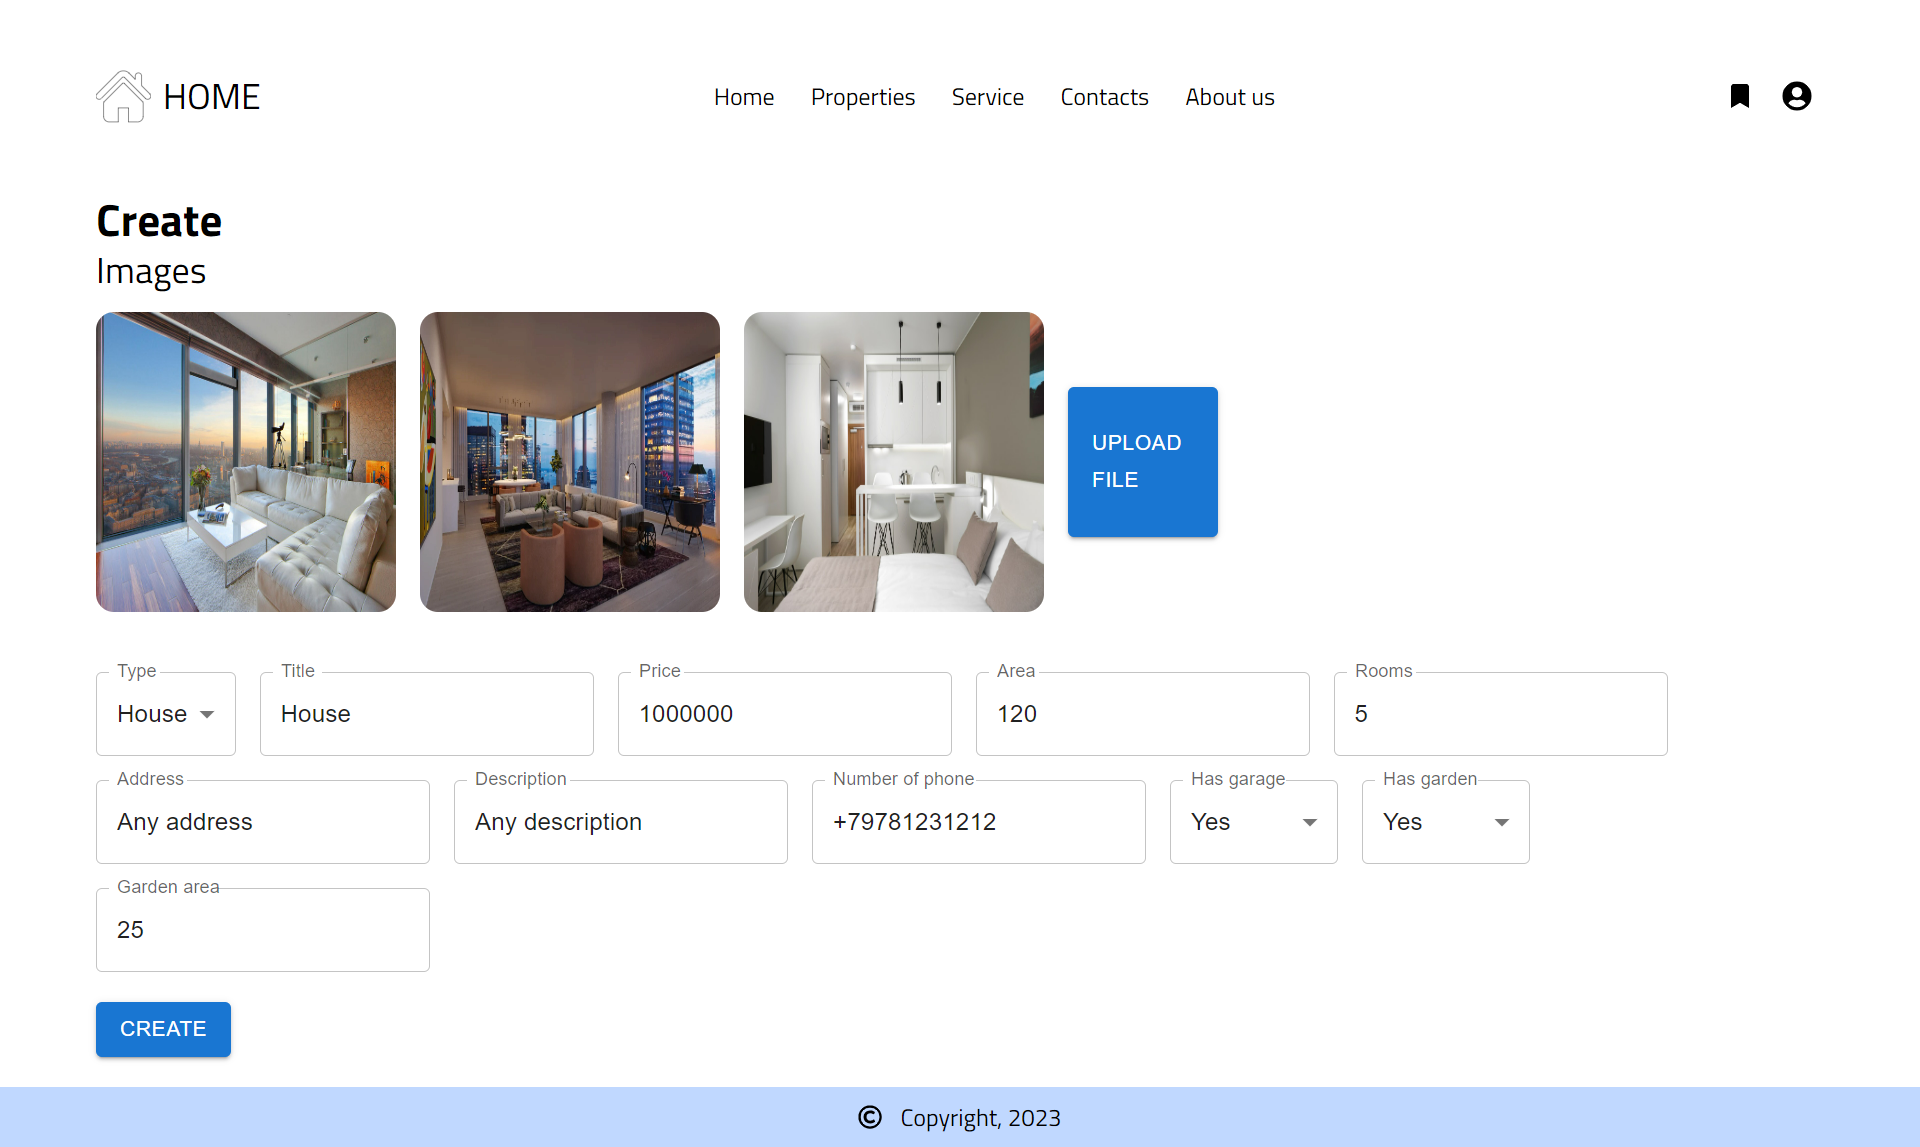 HOME
Home Properties Service Contacts About us
Create
Images
UPLOAD
FILE
Type Title Price Area Rooms
House House 1000000 120 5
Address Description Number of phone Has garage Has garden
Any address Any description +79781231212 Yes Yes
Garden area
25
CREATE
© Copyright, 2023